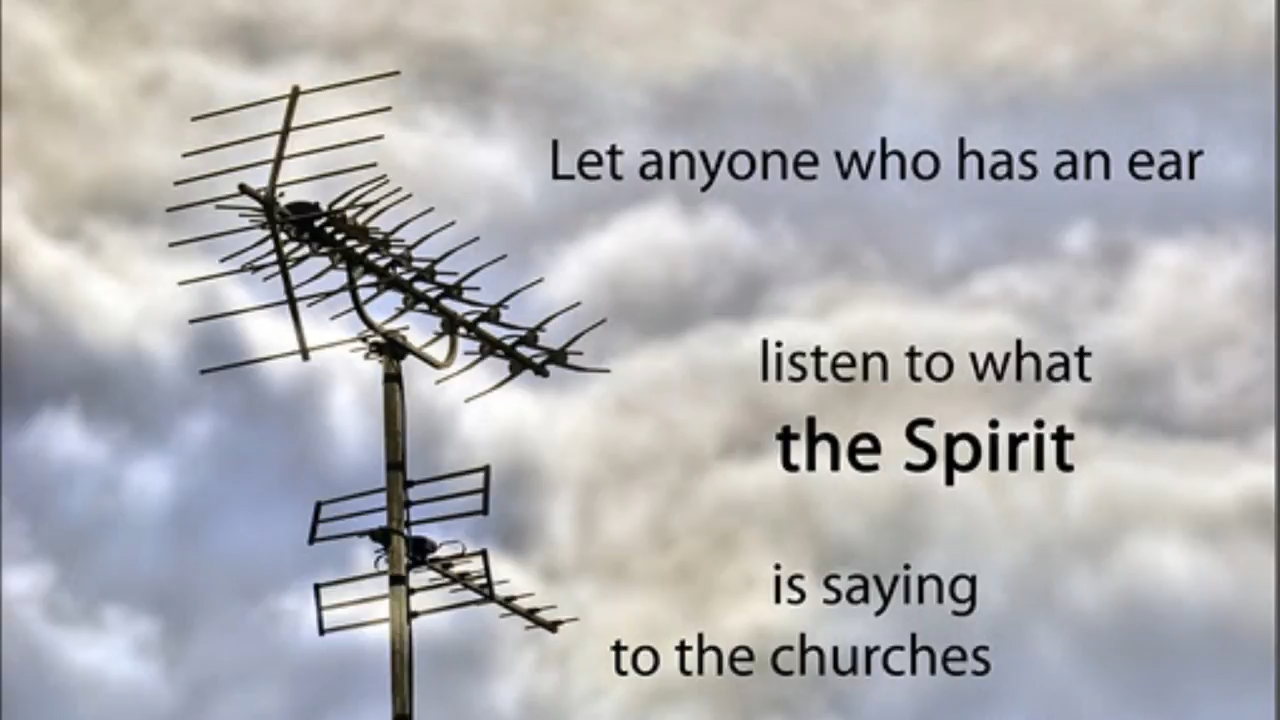 Let anyone who has an ear
listen to what
the Spirit
is saying
to the churches